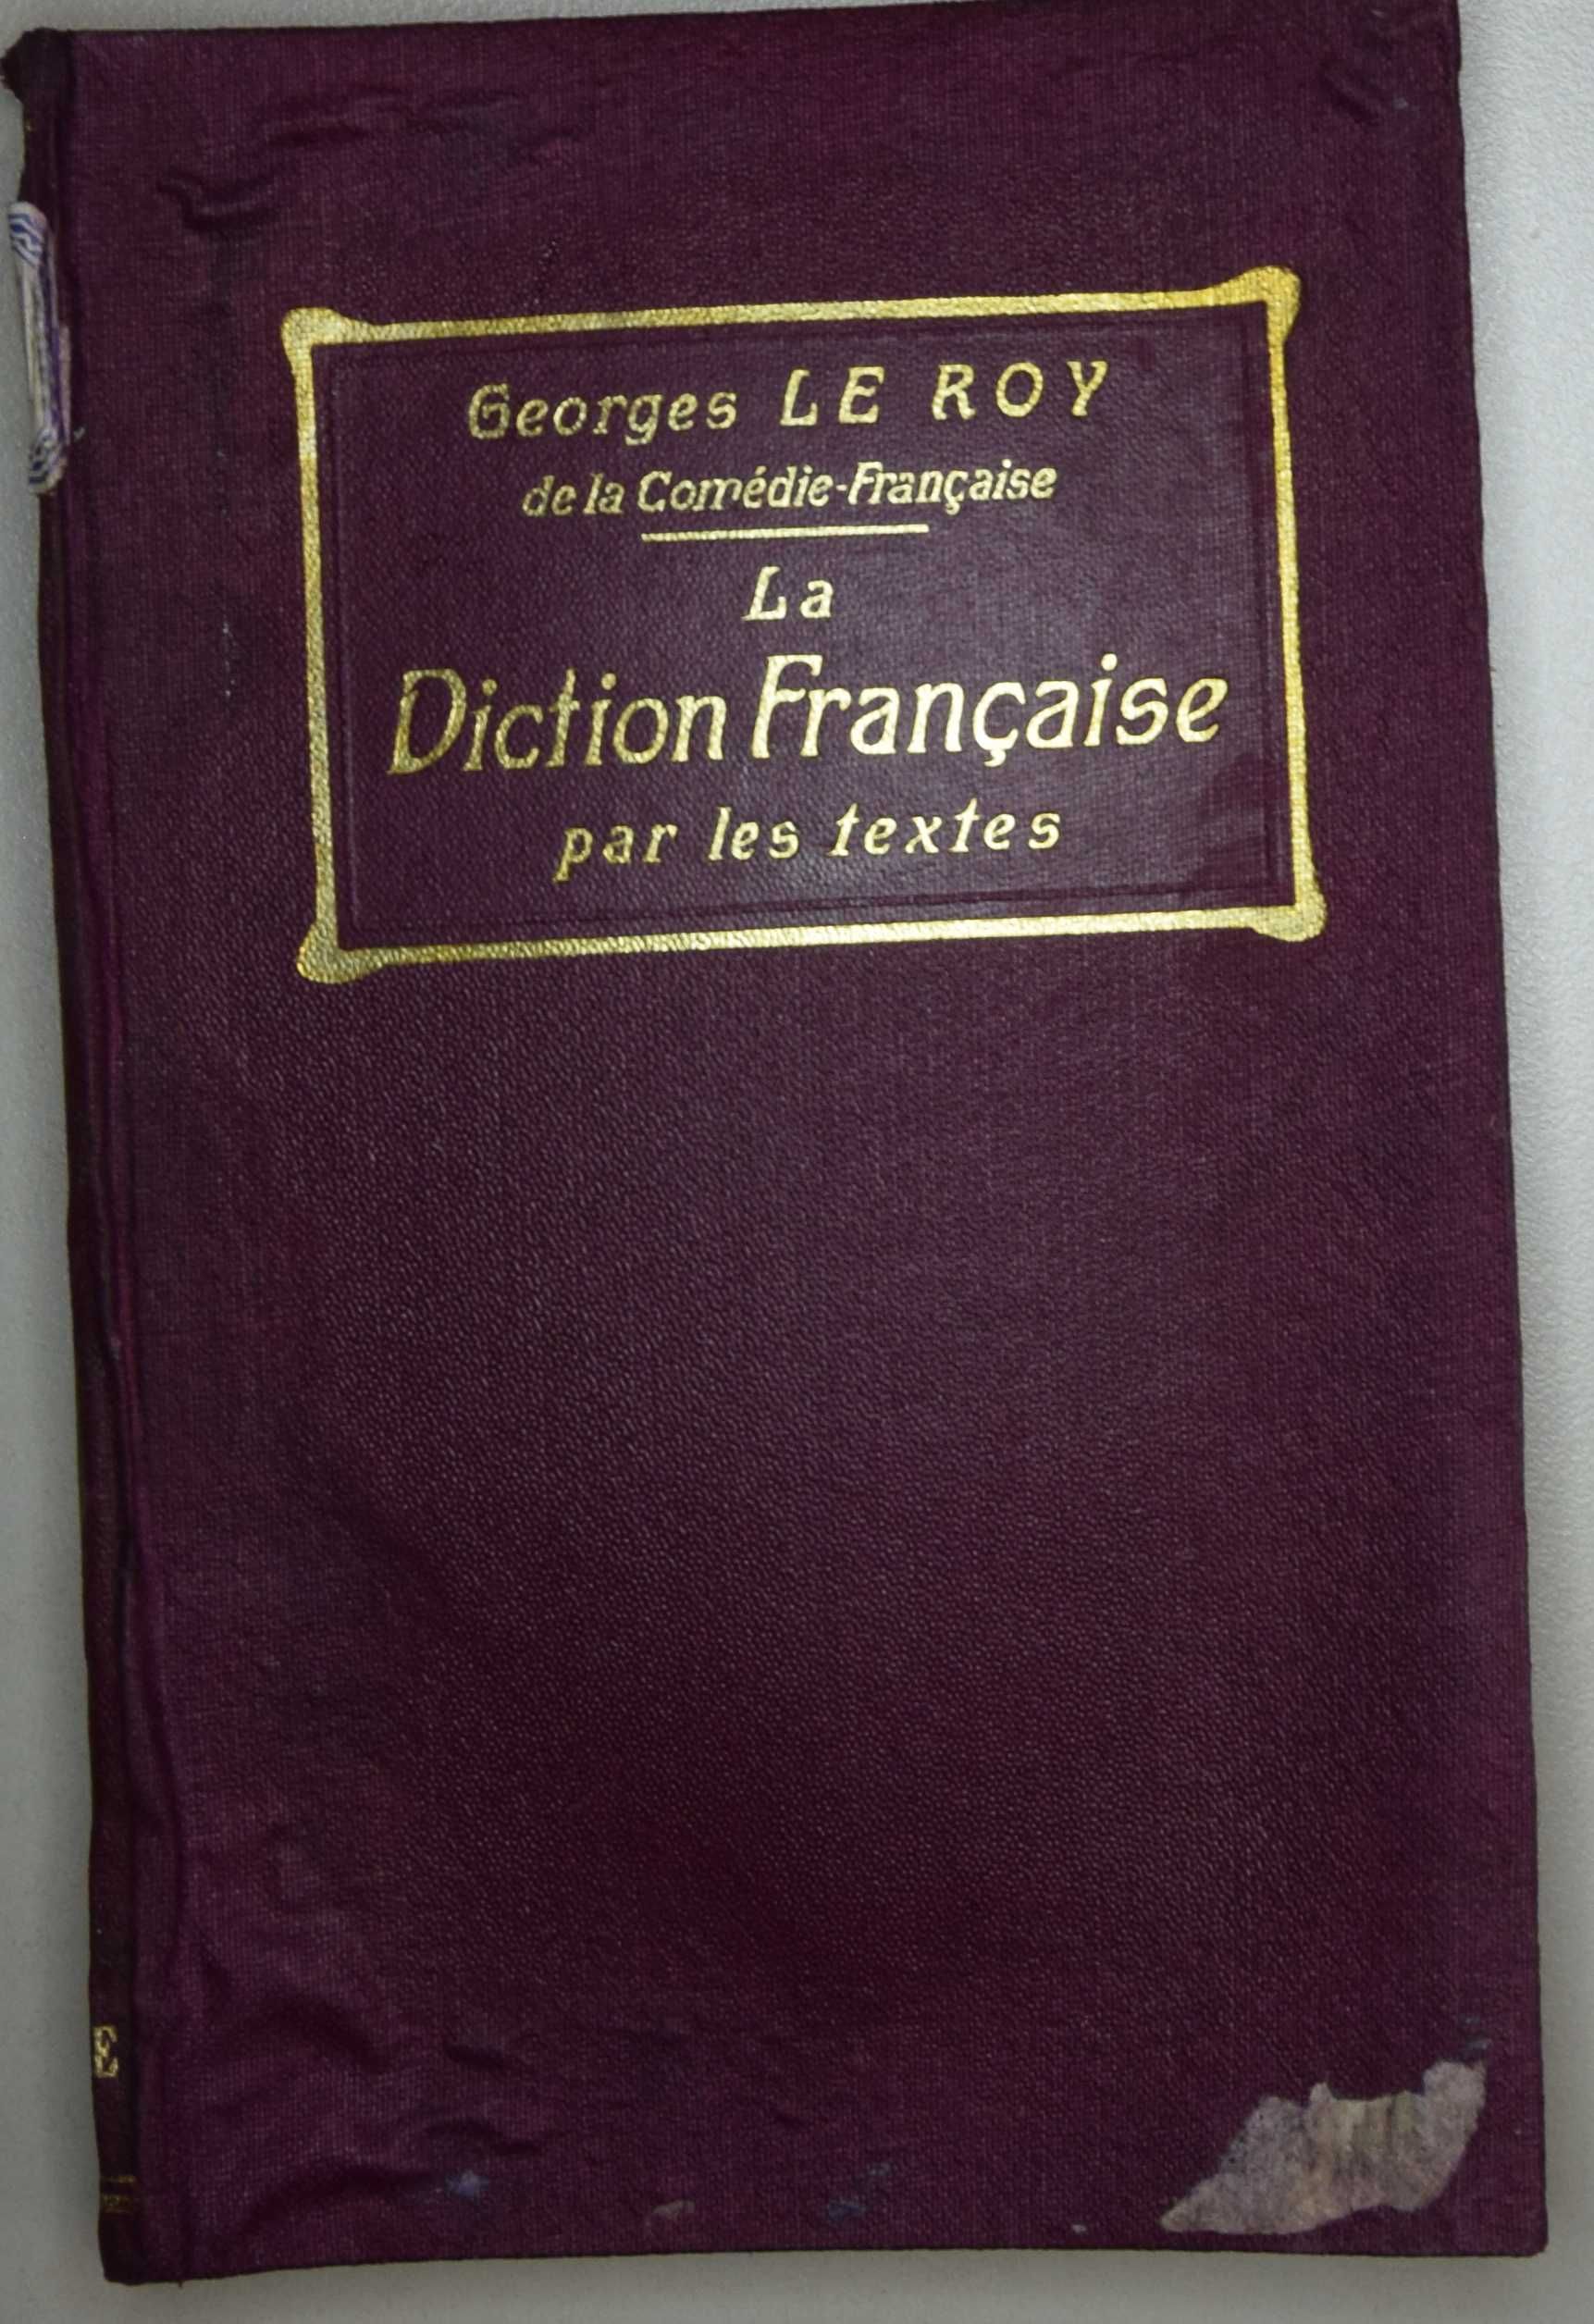 Georges LE ROY
de la Comédie-Française
La
Diction Française
par les textes
E